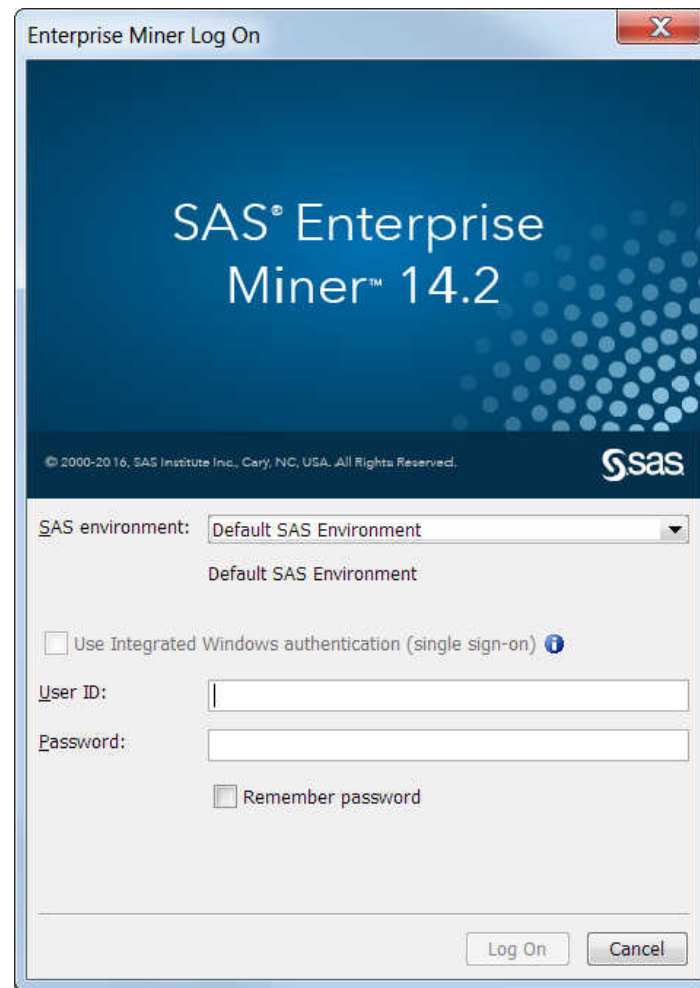 Enterprise Miner Log On
SAS® Enterprise
Miner™ 14.2
© 2000-2016, SAS Institute Inc., Cary, NC, USA. All Rights Reserved.
sas
SAS environment:
Default SAS Environment
Default SAS Environment
Use Integrated Windows authentication (single sign-on)
User ID:
Password:
Remember password
Log On
Cancel